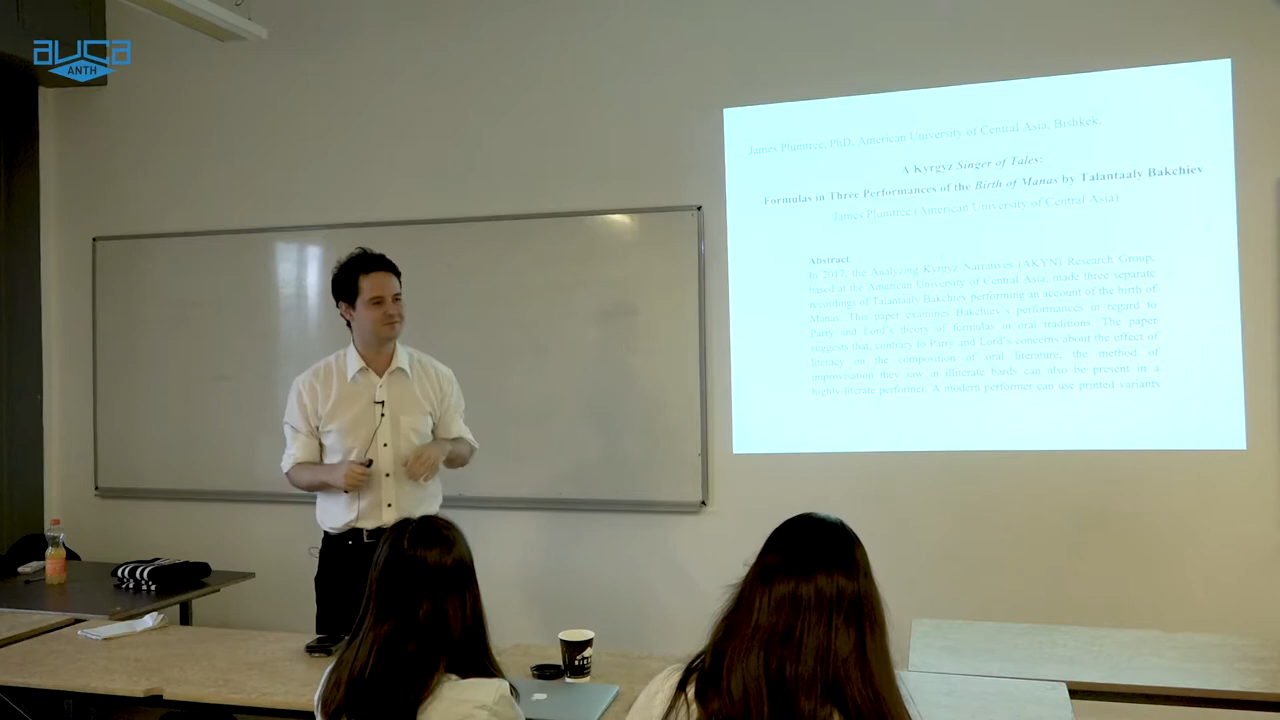 auca
ANTH
James Plumtree, PhD, American University of Central Asia, Bishkek,
A Kyrgyz Singer of Tales:
Formulas in Three Performances of the Birth of Manas by Talantaaly Bakchiev
James Plumtree (American University of Central Asia)
Abstract
In 2017, the Analyzing Kyrgyz Narratives (AKYN) Research Group,
based at the American University of Central Asia, made three separate
recordings of Talantaaly Bakchiev performing an account of the birth of
Manas. This paper examines Bakchiev's performances in regard to
Parry and Lord's theory of formulas in oral traditions. The paper
suggests that, contrary to Parry and Lord's concerns about the effect of
literacy on the composition of oral literature, the method of
improvisation they saw in illiterate bards can also be present in a
highly literate performer. A modern performer can use printed variants